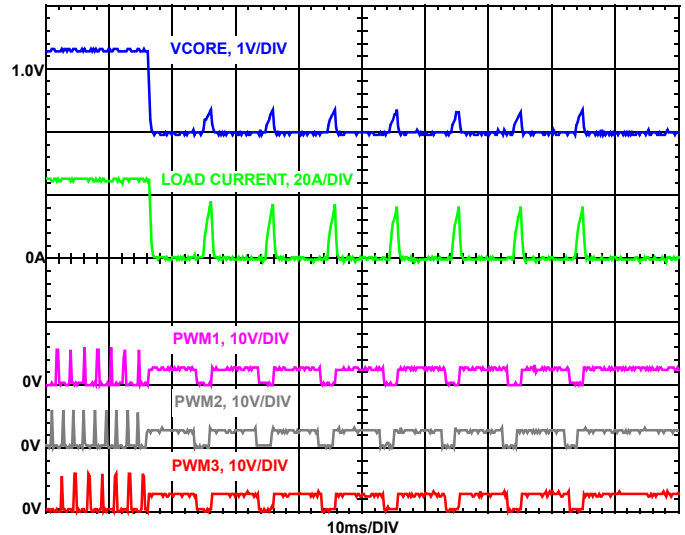 VCORE, 1V/DIV
1.0V
LOAD CURRENT, 20A/DIV
0A
PWM1, 10V/DIV
0V
PWM2, 10V/DIV
0V
PWM3, 10V/DIV
0V
10ms/DIV